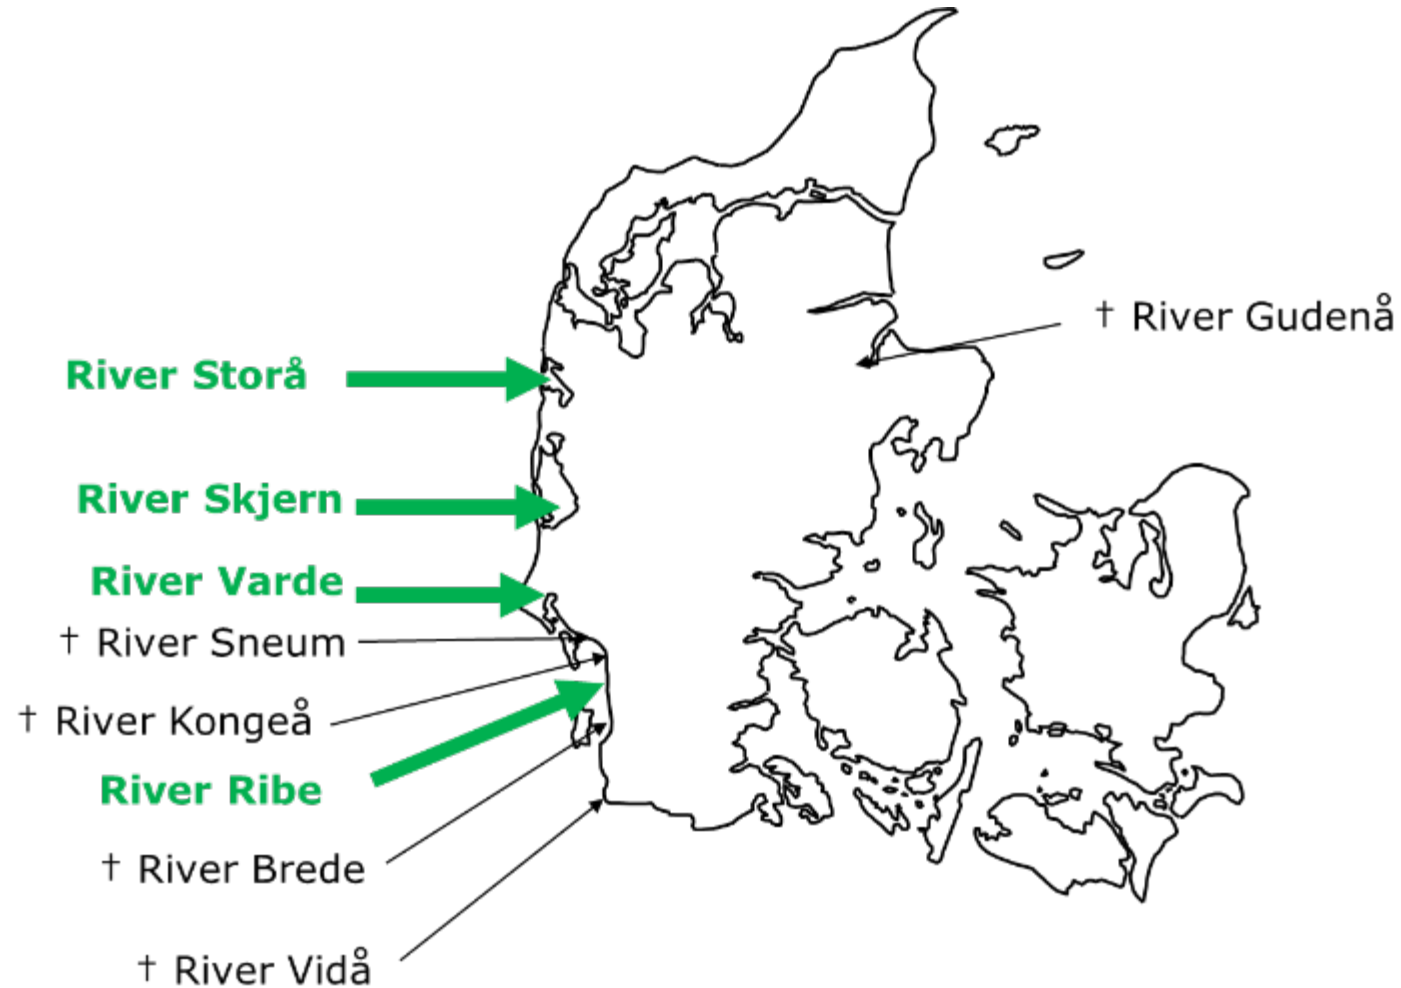 † River Gudenå
River Storå
River Skjern
River Varde
† River Sneum
† River Kongeå
River Ribe
† River Brede
† River Vidå